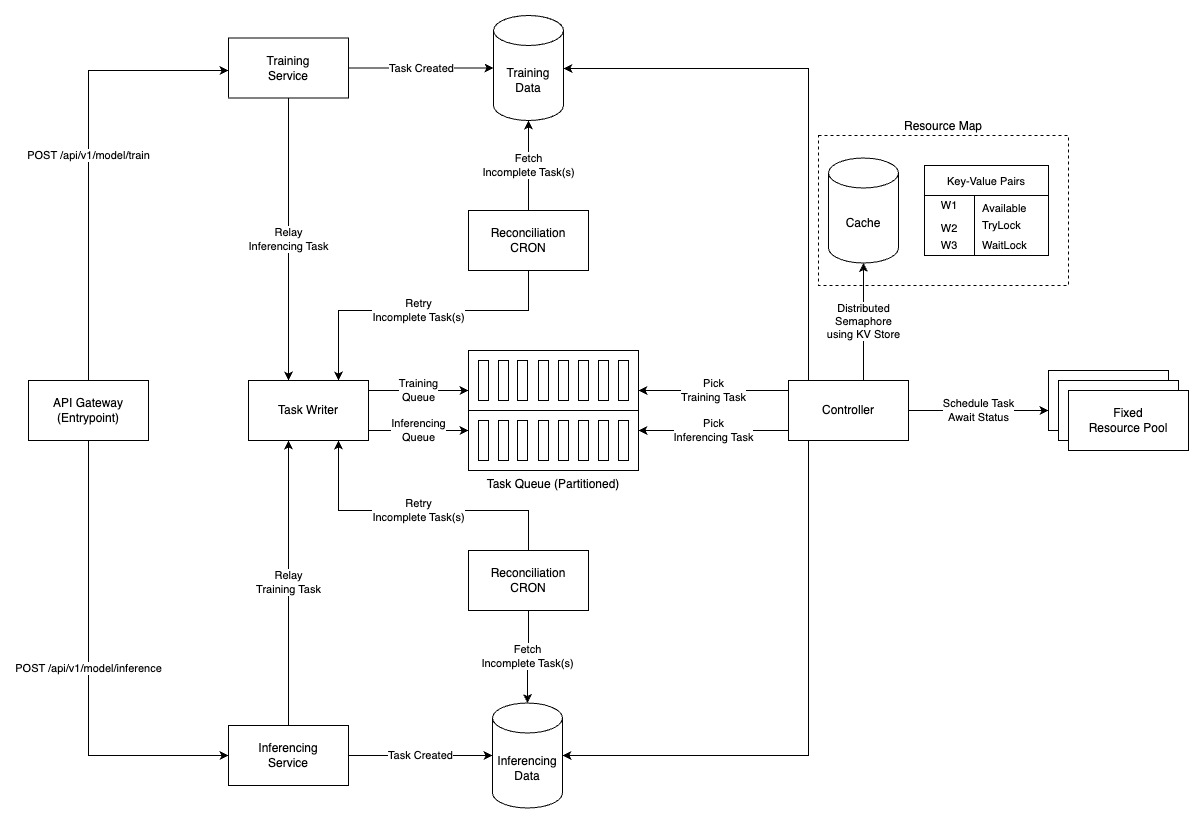 Training
Service
Task Created
Training
Data
Resource Map
POST /api/v1/model/train
Fetch
Incomplete Task(s)
Cache
Key-Value Pairs
W1 Available
W2 TryLock
W3 WaitLock
Relay
Inferencing Task
Reconciliation
CRON
Retry
Incomplete Task(s)
Distributed
Semaphore
using KV Store
API Gateway
(Entrypoint)
Task Writer
Training
Queue
Inferencing
Queue
Pick
Training Task
Pick
Inferencing Task
Controller
Schedule Task
Await Status
Fixed
Resource Pool
Task Queue (Partitioned)
Retry
Incomplete Task(s)
Relay
Training Task
Reconciliation
CRON
POST /api/v1/model/inference
Fetch
Incomplete Task(s)
Inferencing
Service
Task Created
Inferencing
Data